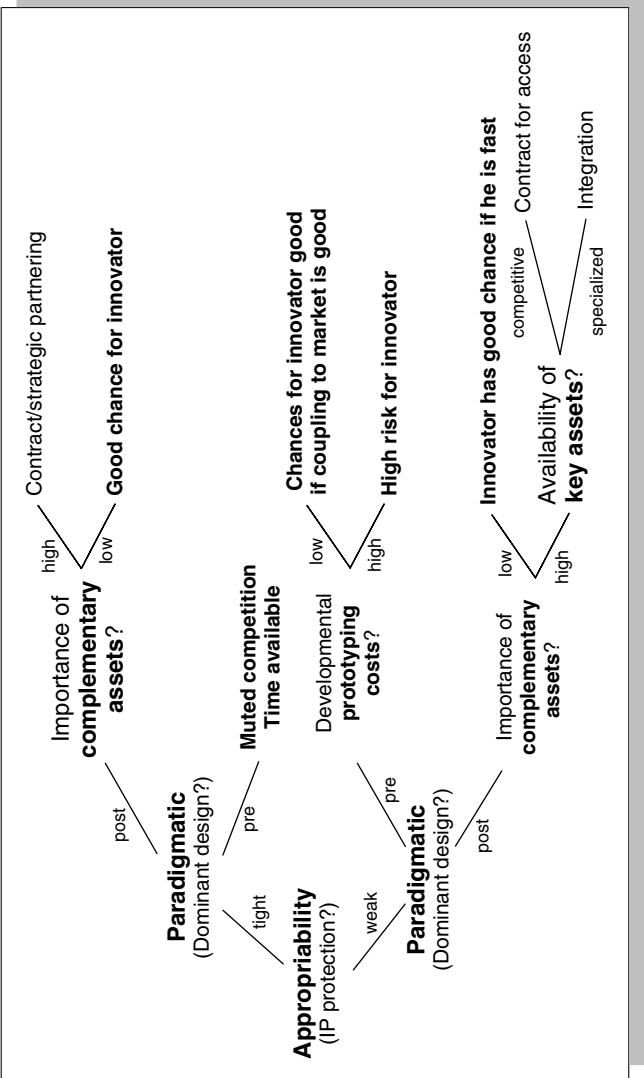 Contract/strategic partnering
high
Importance of
complementary
assets?
low
Good chance for innovator
post
Paradigmatic
(Dominant design?)
pre
Muted competition
Time available
tight
Appropriability
(IP protection?)
weak
Chances for innovator good
if coupling to market is good
low
Developmental
prototyping
costs?
high
High risk for innovator
pre
Paradigmatic
(Dominant design?)
post
Innovator has good chance if he is fast
low
Importance of
complementary
assets?
high
Availability of
key assets?
competitive
Contract for access
specialized
Integration